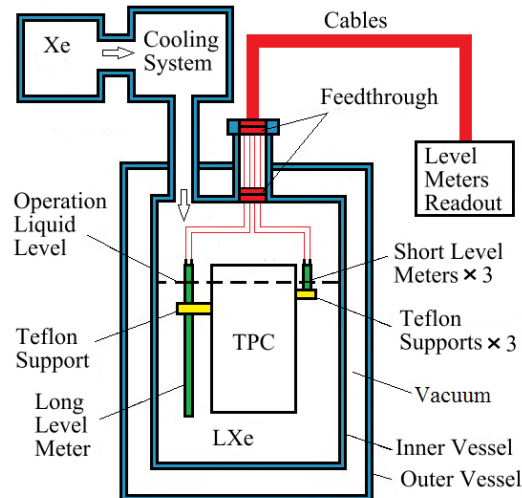 Xe
Cooling
System
Cables
Feedthrough
Level
Meters
Readout
Operation
Liquid
Level
Short Level
Meters × 3
Teflon
Support
TPC
Teflon
Supports × 3
Long
Level
Meter
LXe
Vacuum
Inner Vessel
Outer Vessel